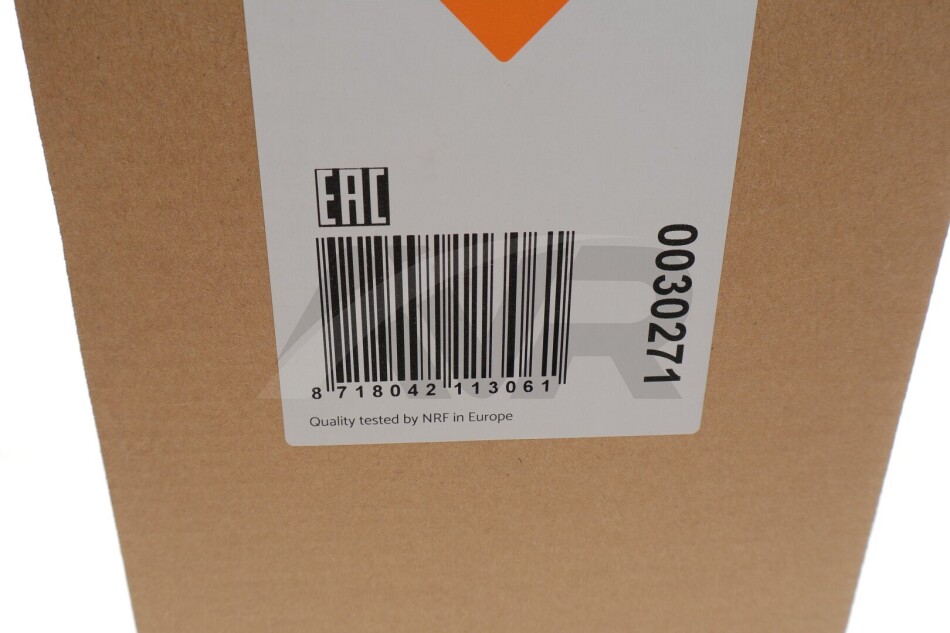 EAC
8 718042 113061
Quality tested by NRF in Europe
0030271